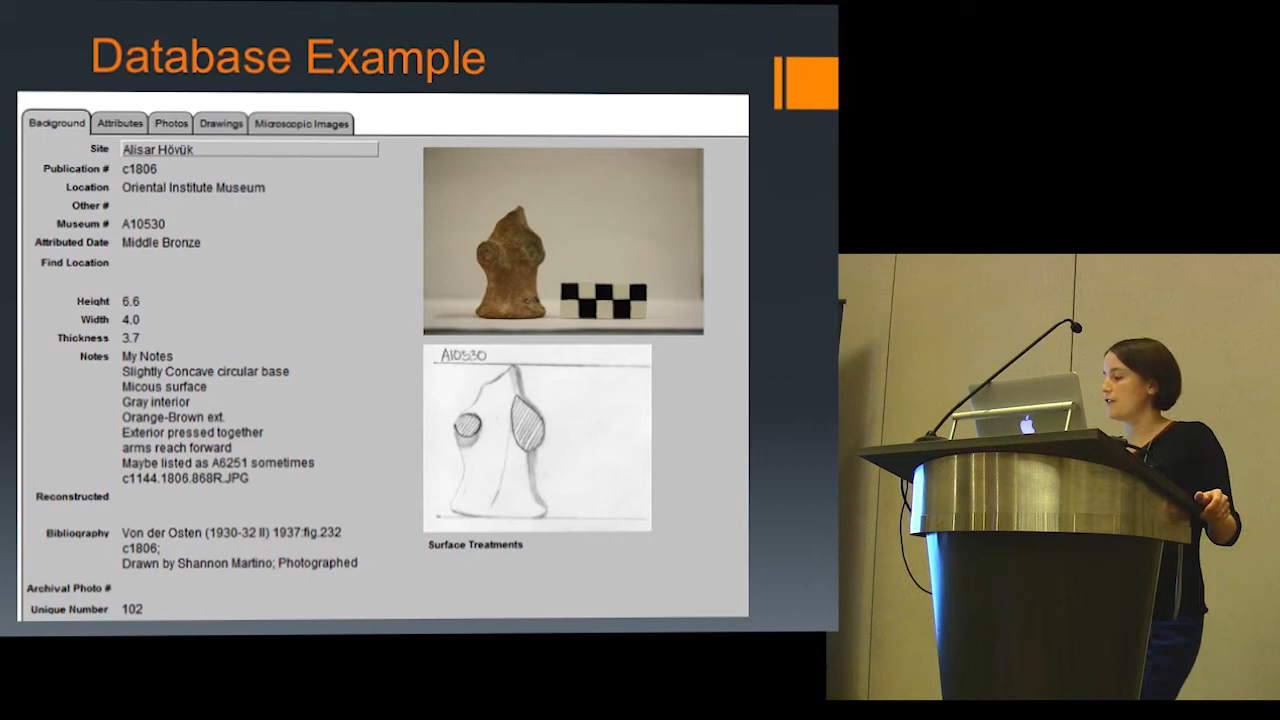 Database Example
Background Attributes Photos Drawings Microscopic Images
Site Alisar Hövük
Publication # c1806
Location Oriental Institute Museum
Other #
Museum # A10530
Attributed Date Middle Bronze
Find Location
Height 6.6
Width 4.0
Thickness 3.7
Notes My Notes
Slightly Concave circular base
Micous surface
Gray interior
Orange-Brown ext.
Exterior pressed together
arms reach forward
Maybe listed as A6251 sometimes
c1144.1806.868R.JPG
Reconstructed
Bibliography Von der Osten (1930-32 II) 1937:fig.232
c1806;
Drawn by Shannon Martino; Photographed
Archival Photo #
Unique Number 102
A10530
Surface Treatments